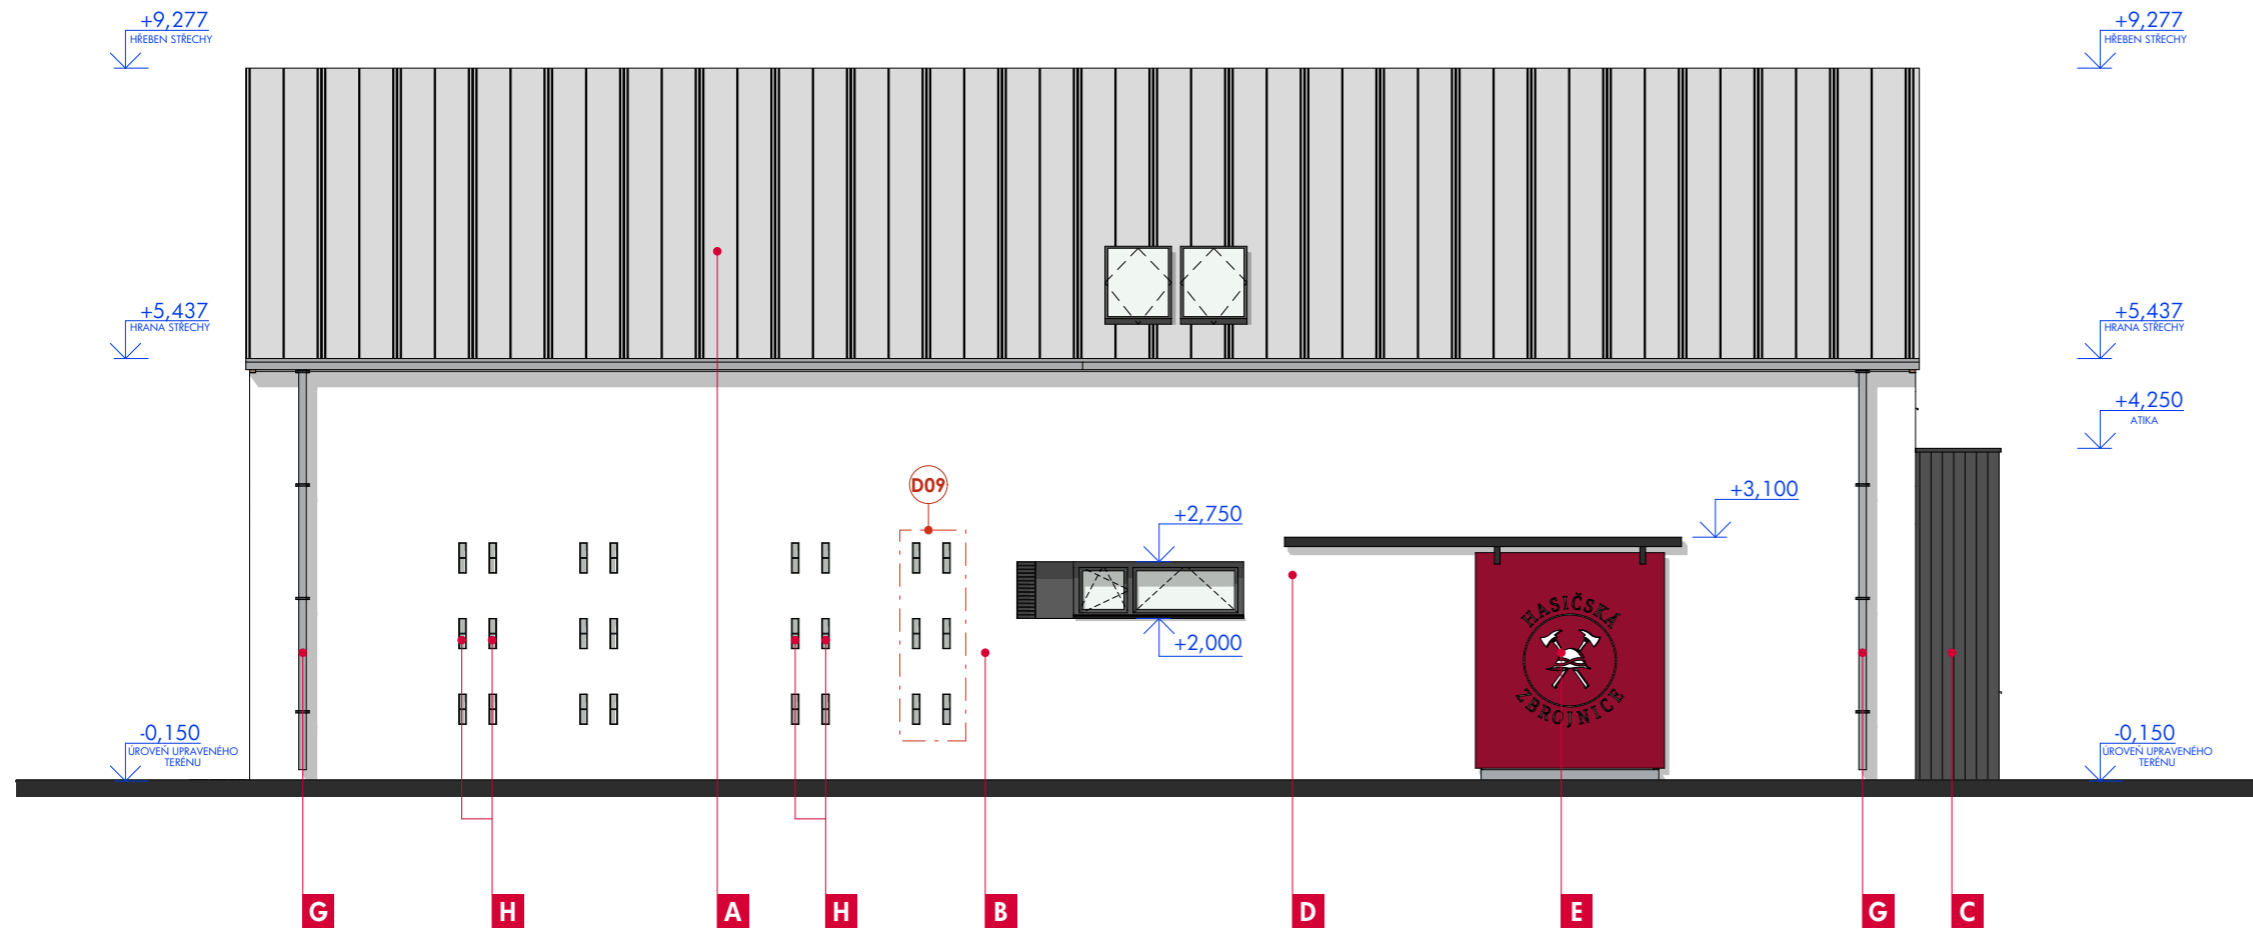 +9,277
HŘEBEN STŘECHY
+9,277
HŘEBEN STŘECHY
+5,437
HRANA STŘECHY
+5,437
HRANA STŘECHY
+4,250
ATIKA
D09
+3,100
+2,750
+2,000
HASIČSKÁ
ZBROJNICE
-0,150
ÚROVEŇ UPRAVENÉHO
TERÉNU
-0,150
ÚROVEŇ UPRAVENÉHO
TERÉNU
G
H
A
H
B
D
E
G
C